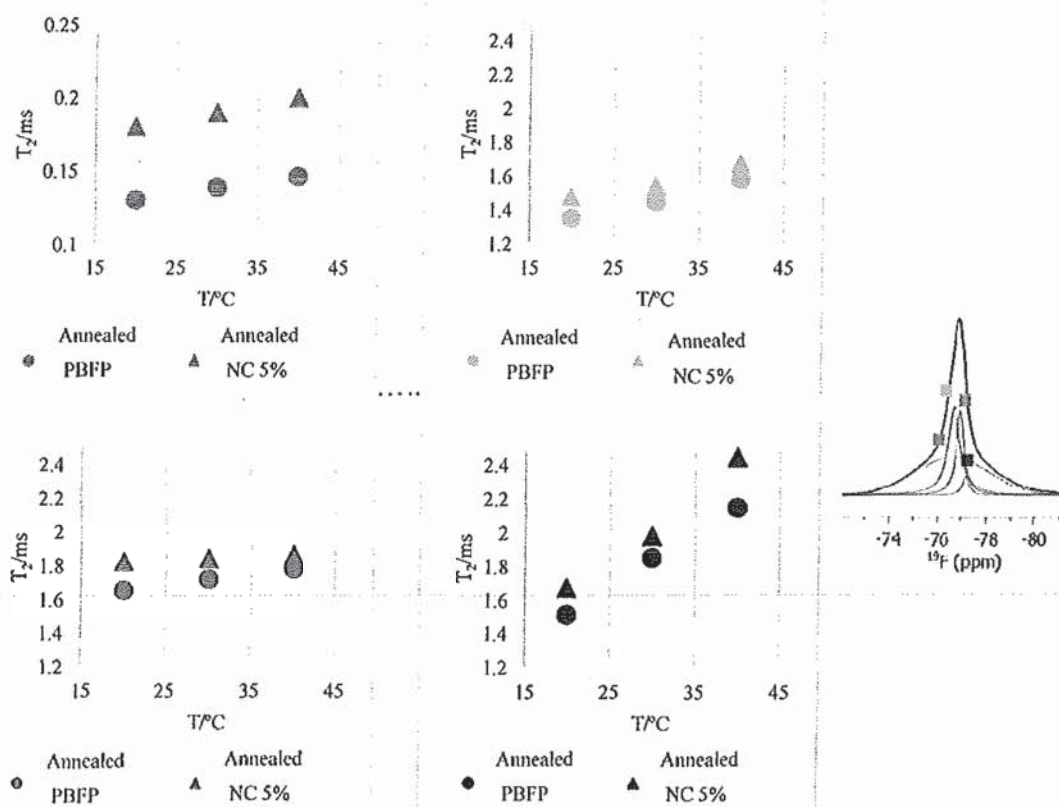 0.25
0.2
0.15
0.1
T₂/ms
15 25 35 45
T/°C
Annealed PBFP
Annealed NC 5%
2.4
2.2
2
1.8
1.6
1.4
1.2
T₂/ms
15 25 35 45
T/°C
Annealed PBFP
Annealed NC 5%
2.4
2.2
2
1.8
1.6
1.4
1.2
T₂/ms
15 25 35 45
T/°C
Annealed PBFP
Annealed NC 5%
2.4
2.2
2
1.8
1.6
1.4
1.2
T₂/ms
15 25 35 45
T/°C
Annealed PBFP
Annealed NC 5%
-74 -76 -78 -80
¹⁹F (ppm)